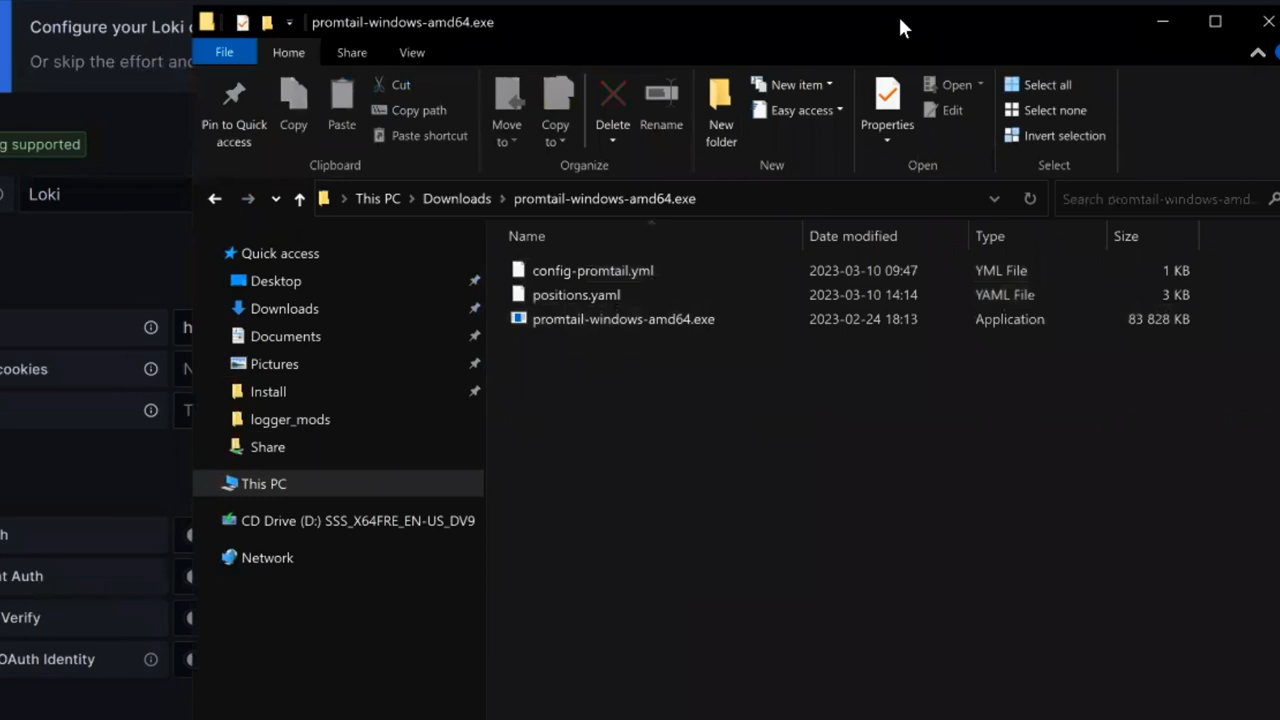 Configure your Loki
Or skip the effort and
g supported
Loki
cookies
h
t Auth
Verify
OAuth Identity
promtail-windows-amd64.exe
File
Home
Share
View
Pin to Quick
access
Copy
Paste
Cut
Copy path
Paste shortcut
Clipboard
Move
to
Copy
to
Delete
Rename
Organize
New
folder
New item
Easy access
New
Properties
Open
Edit
Open
Select all
Select none
Invert selection
Select
This PC
Downloads
promtail-windows-amd64.exe
Search promtail-windows-amd...
Quick access
Desktop
Downloads
Documents
Pictures
Install
logger_mods
Share
This PC
CD Drive (D:) SSS_X64FRE_EN-US_DV9
Network
Name Date modified Type Size
config-promtail.yml 2023-03-10 09:47 YML File 1 KB
positions.yaml 2023-03-10 14:14 YAML File 3 KB
promtail-windows-amd64.exe 2023-02-24 18:13 Application 83 828 KB